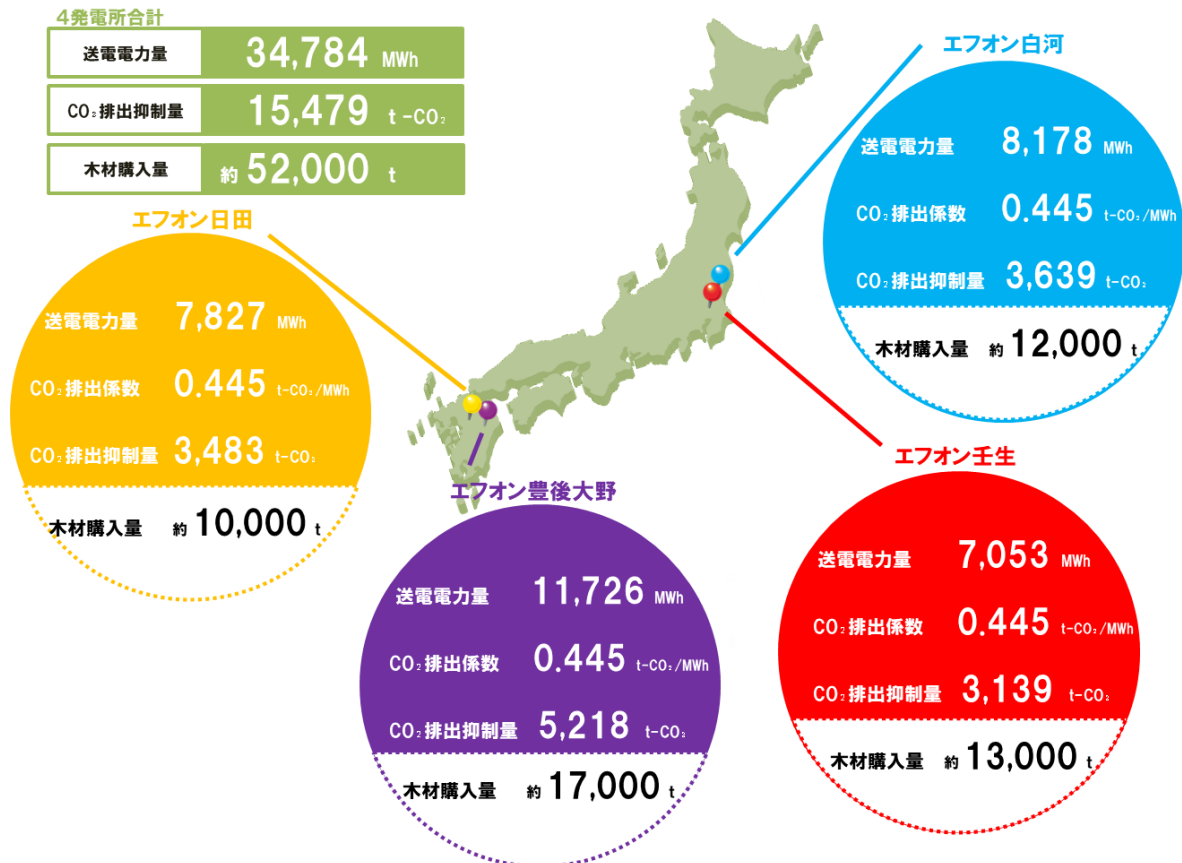 4発電所合計
送電電力量 34,784 MWh
CO₂排出抑制量 15,479 t-CO₂
木材購入量 約 52,000 t
エフオン白河
送電電力量 8,178 MWh
CO₂排出係数 0.445 t-CO₂/MWh
CO₂排出抑制量 3,639 t-CO₂
木材購入量 約 12,000 t
エフオン日田
送電電力量 7,827 MWh
CO₂排出係数 0.445 t-CO₂/MWh
CO₂排出抑制量 3,483 t-CO₂
木材購入量 約 10,000 t
エフオン豊後大野
送電電力量 11,726 MWh
CO₂排出係数 0.445 t-CO₂/MWh
CO₂排出抑制量 5,218 t-CO₂
木材購入量 約 17,000 t
エフオン壬生
送電電力量 7,053 MWh
CO₂排出係数 0.445 t-CO₂/MWh
CO₂排出抑制量 3,139 t-CO₂
木材購入量 約 13,000 t